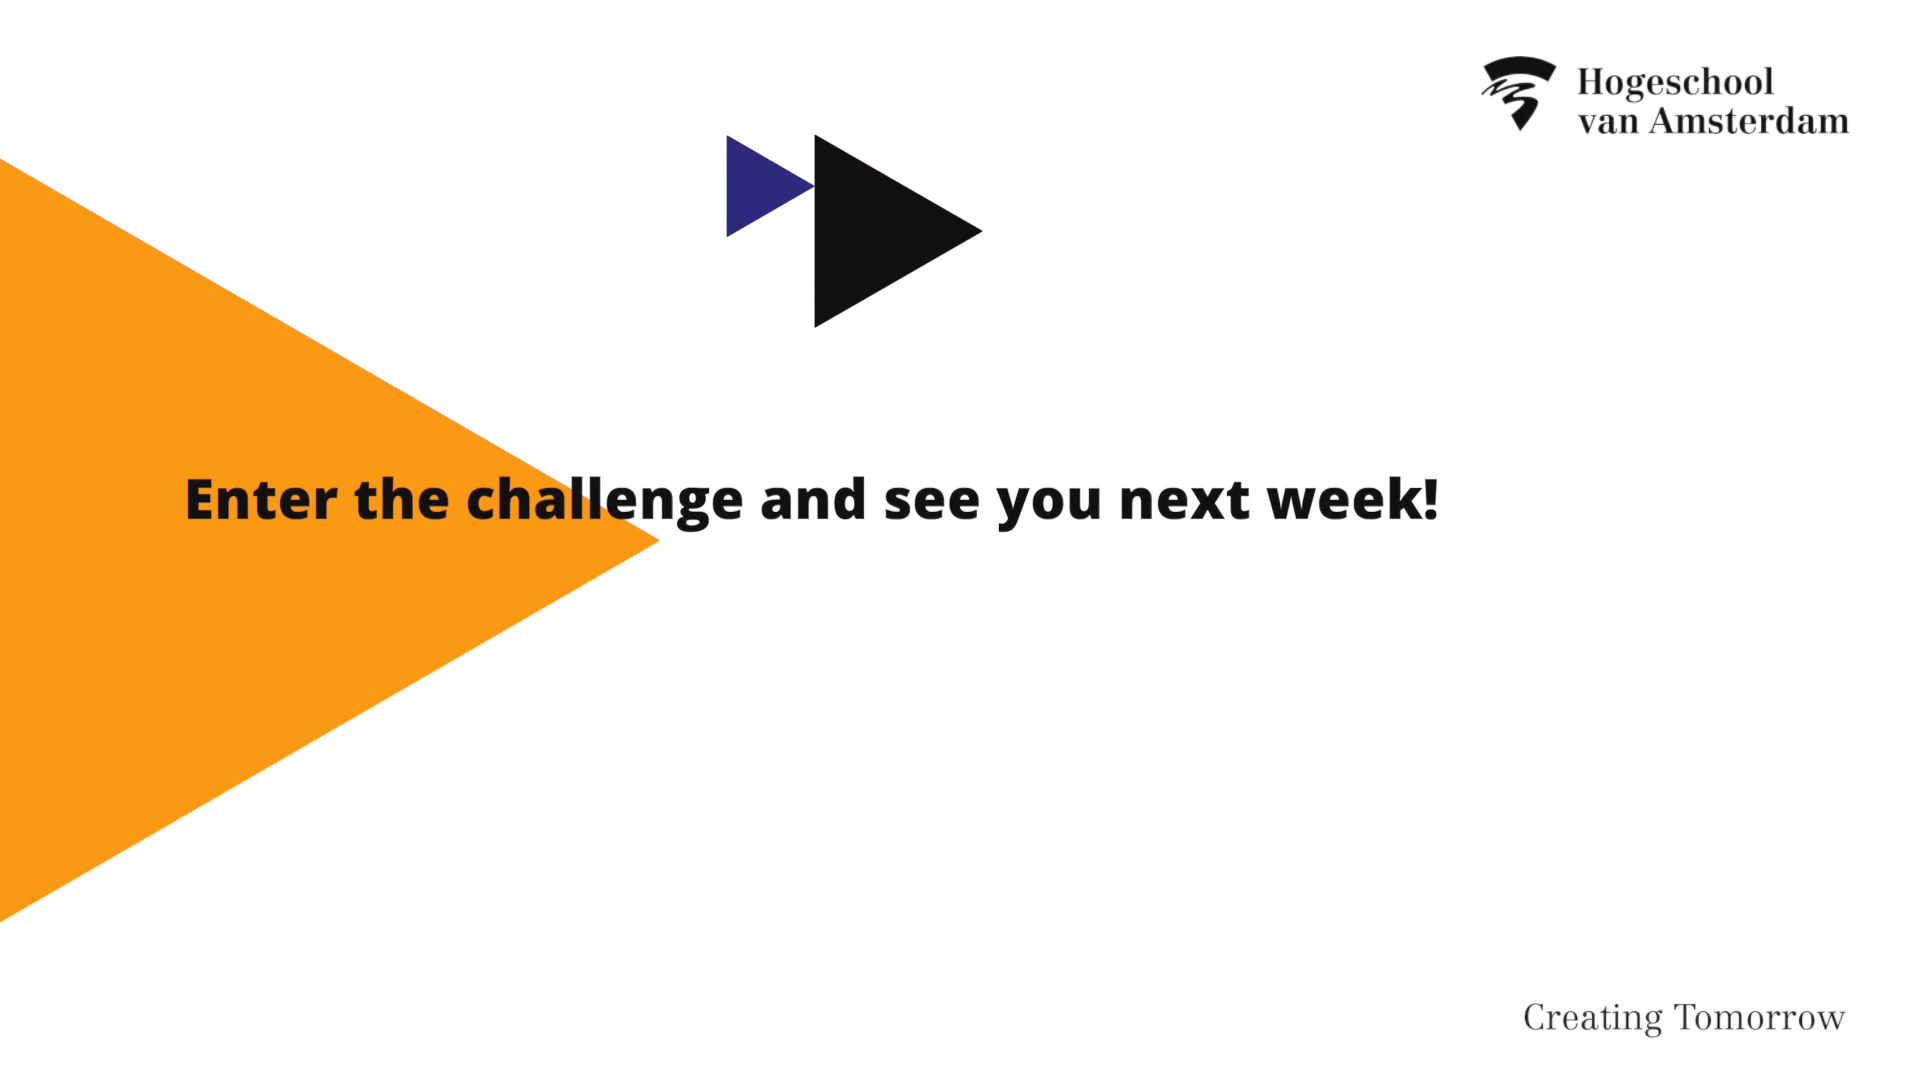 Hogeschool
van Amsterdam
Enter the challenge and see you next week!
Creating Tomorrow